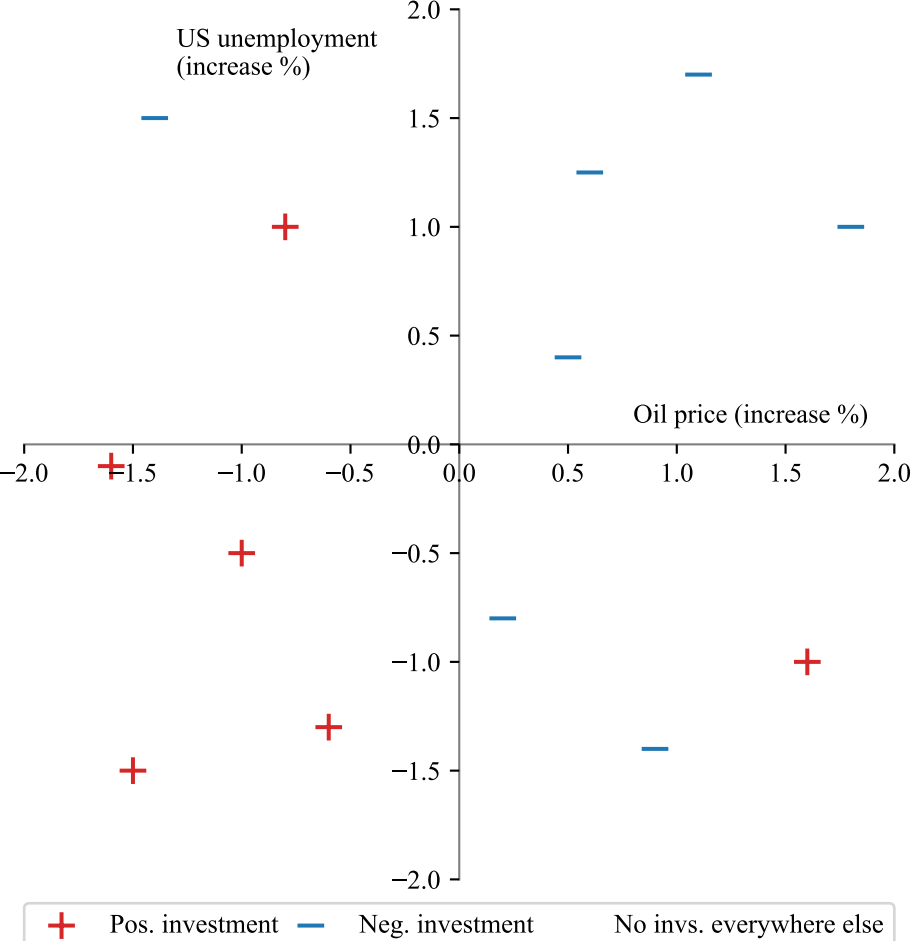 2.0
US unemployment
(increase %)
1.5
1.0
0.5
Oil price (increase %)
0.0
−2.0 −1.5 −1.0 −0.5 0.0 0.5 1.0 1.5 2.0
−0.5
−1.0
−1.5
−2.0
Pos. investment Neg. investment No invs. everywhere else